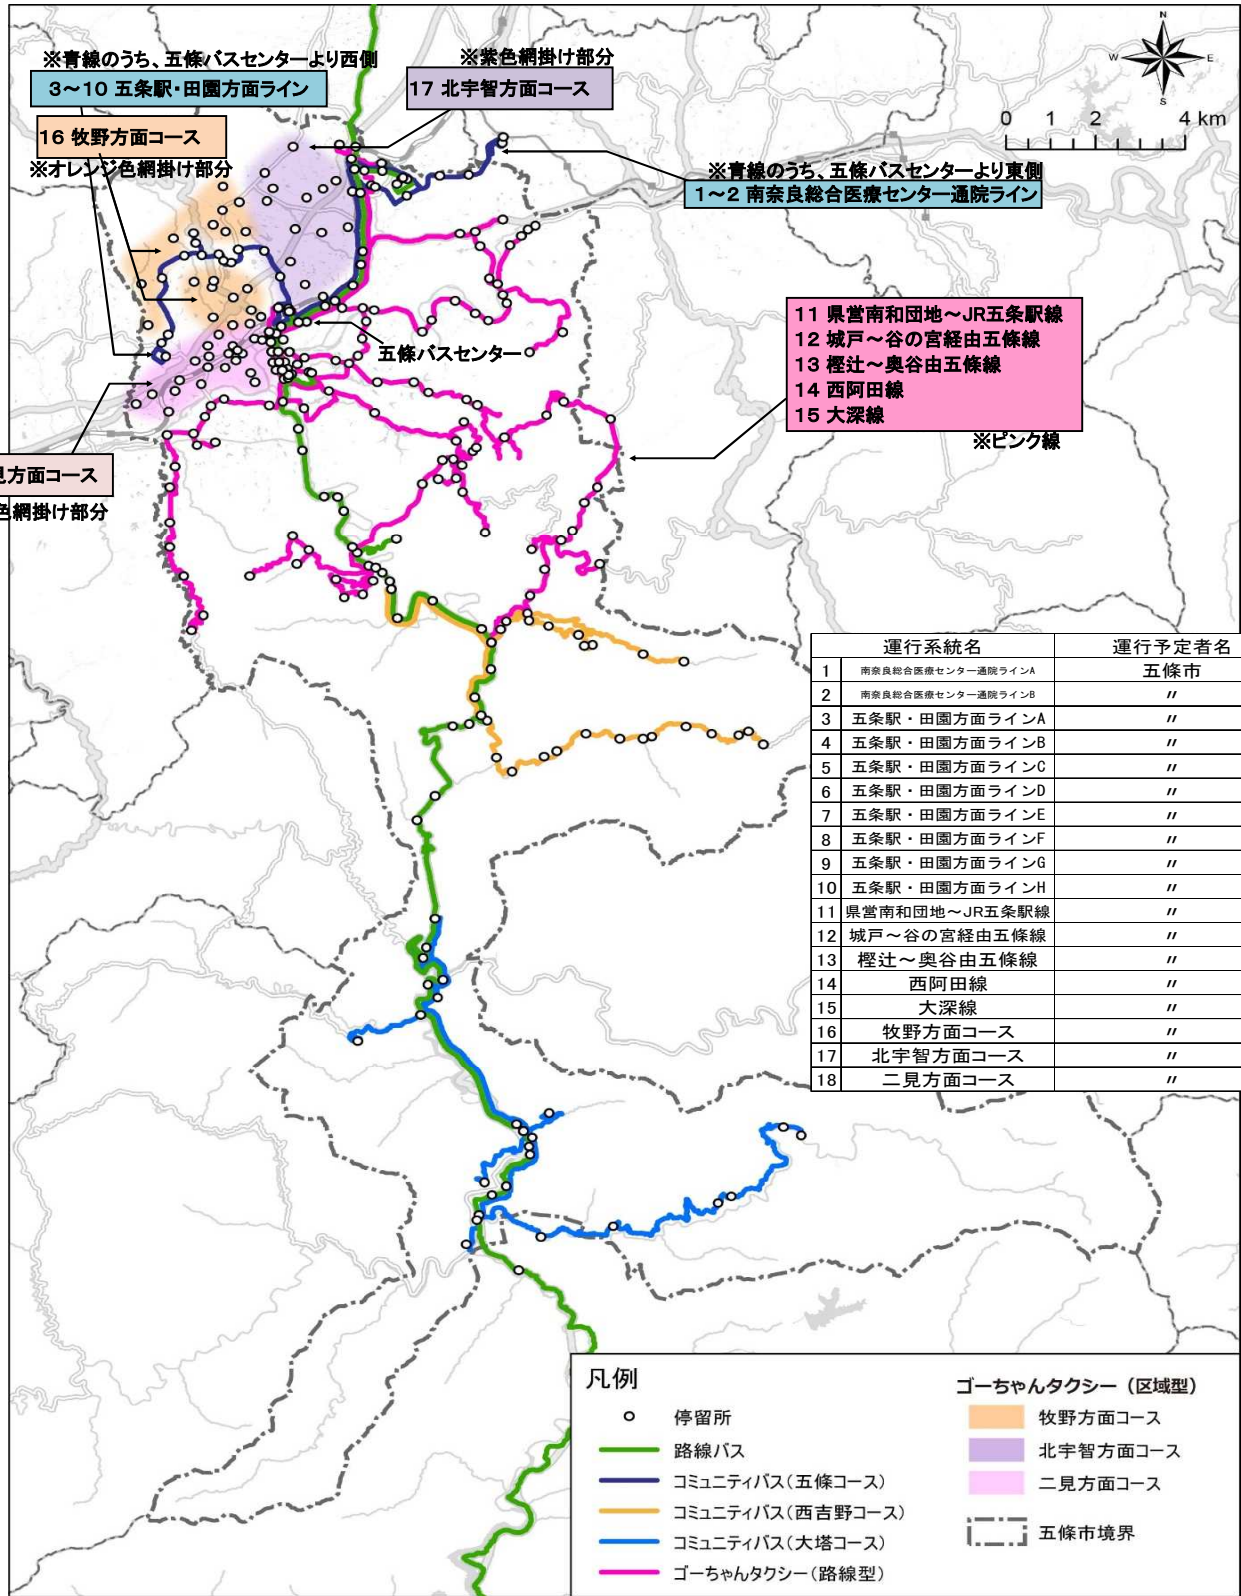 ※青線のうち、五條バスセンターより西側
3～10 五条駅・田園方面ライン
※紫色網掛け部分
17 北宇智方面コース
16 牧野方面コース
※オレンジ色網掛け部分
N
W
E
S
0 1 2 4 km
※青線のうち、五條バスセンターより東側
1～2 南奈良総合医療センター通院ライン
五條バスセンター
11 県営南和団地～JR五条駅線
12 城戸～谷の宮経由五條線
13 樫辻～奥谷由五條線
14 西阿田線
15 大深線
※ピンク線
見方面コース
色網掛け部分
運行系統名 運行予定者名
1 南奈良総合医療センター通院ラインA 五條市
2 南奈良総合医療センター通院ラインB 〃
3 五条駅・田園方面ラインA 〃
4 五条駅・田園方面ラインB 〃
5 五条駅・田園方面ラインC 〃
6 五条駅・田園方面ラインD 〃
7 五条駅・田園方面ラインE 〃
8 五条駅・田園方面ラインF 〃
9 五条駅・田園方面ラインG 〃
10 五条駅・田園方面ラインH 〃
11 県営南和団地～JR五条駅線 〃
12 城戸～谷の宮経由五條線 〃
13 樫辻～奥谷由五條線 〃
14 西阿田線 〃
15 大深線 〃
16 牧野方面コース 〃
17 北宇智方面コース 〃
18 二見方面コース 〃
凡例
停留所
路線バス
コミュニティバス(五條コース)
コミュニティバス(西吉野コース)
コミュニティバス(大塔コース)
ゴーちゃんタクシー(路線型)
ゴーちゃんタクシー（区域型）
牧野方面コース
北宇智方面コース
二見方面コース
五條市境界